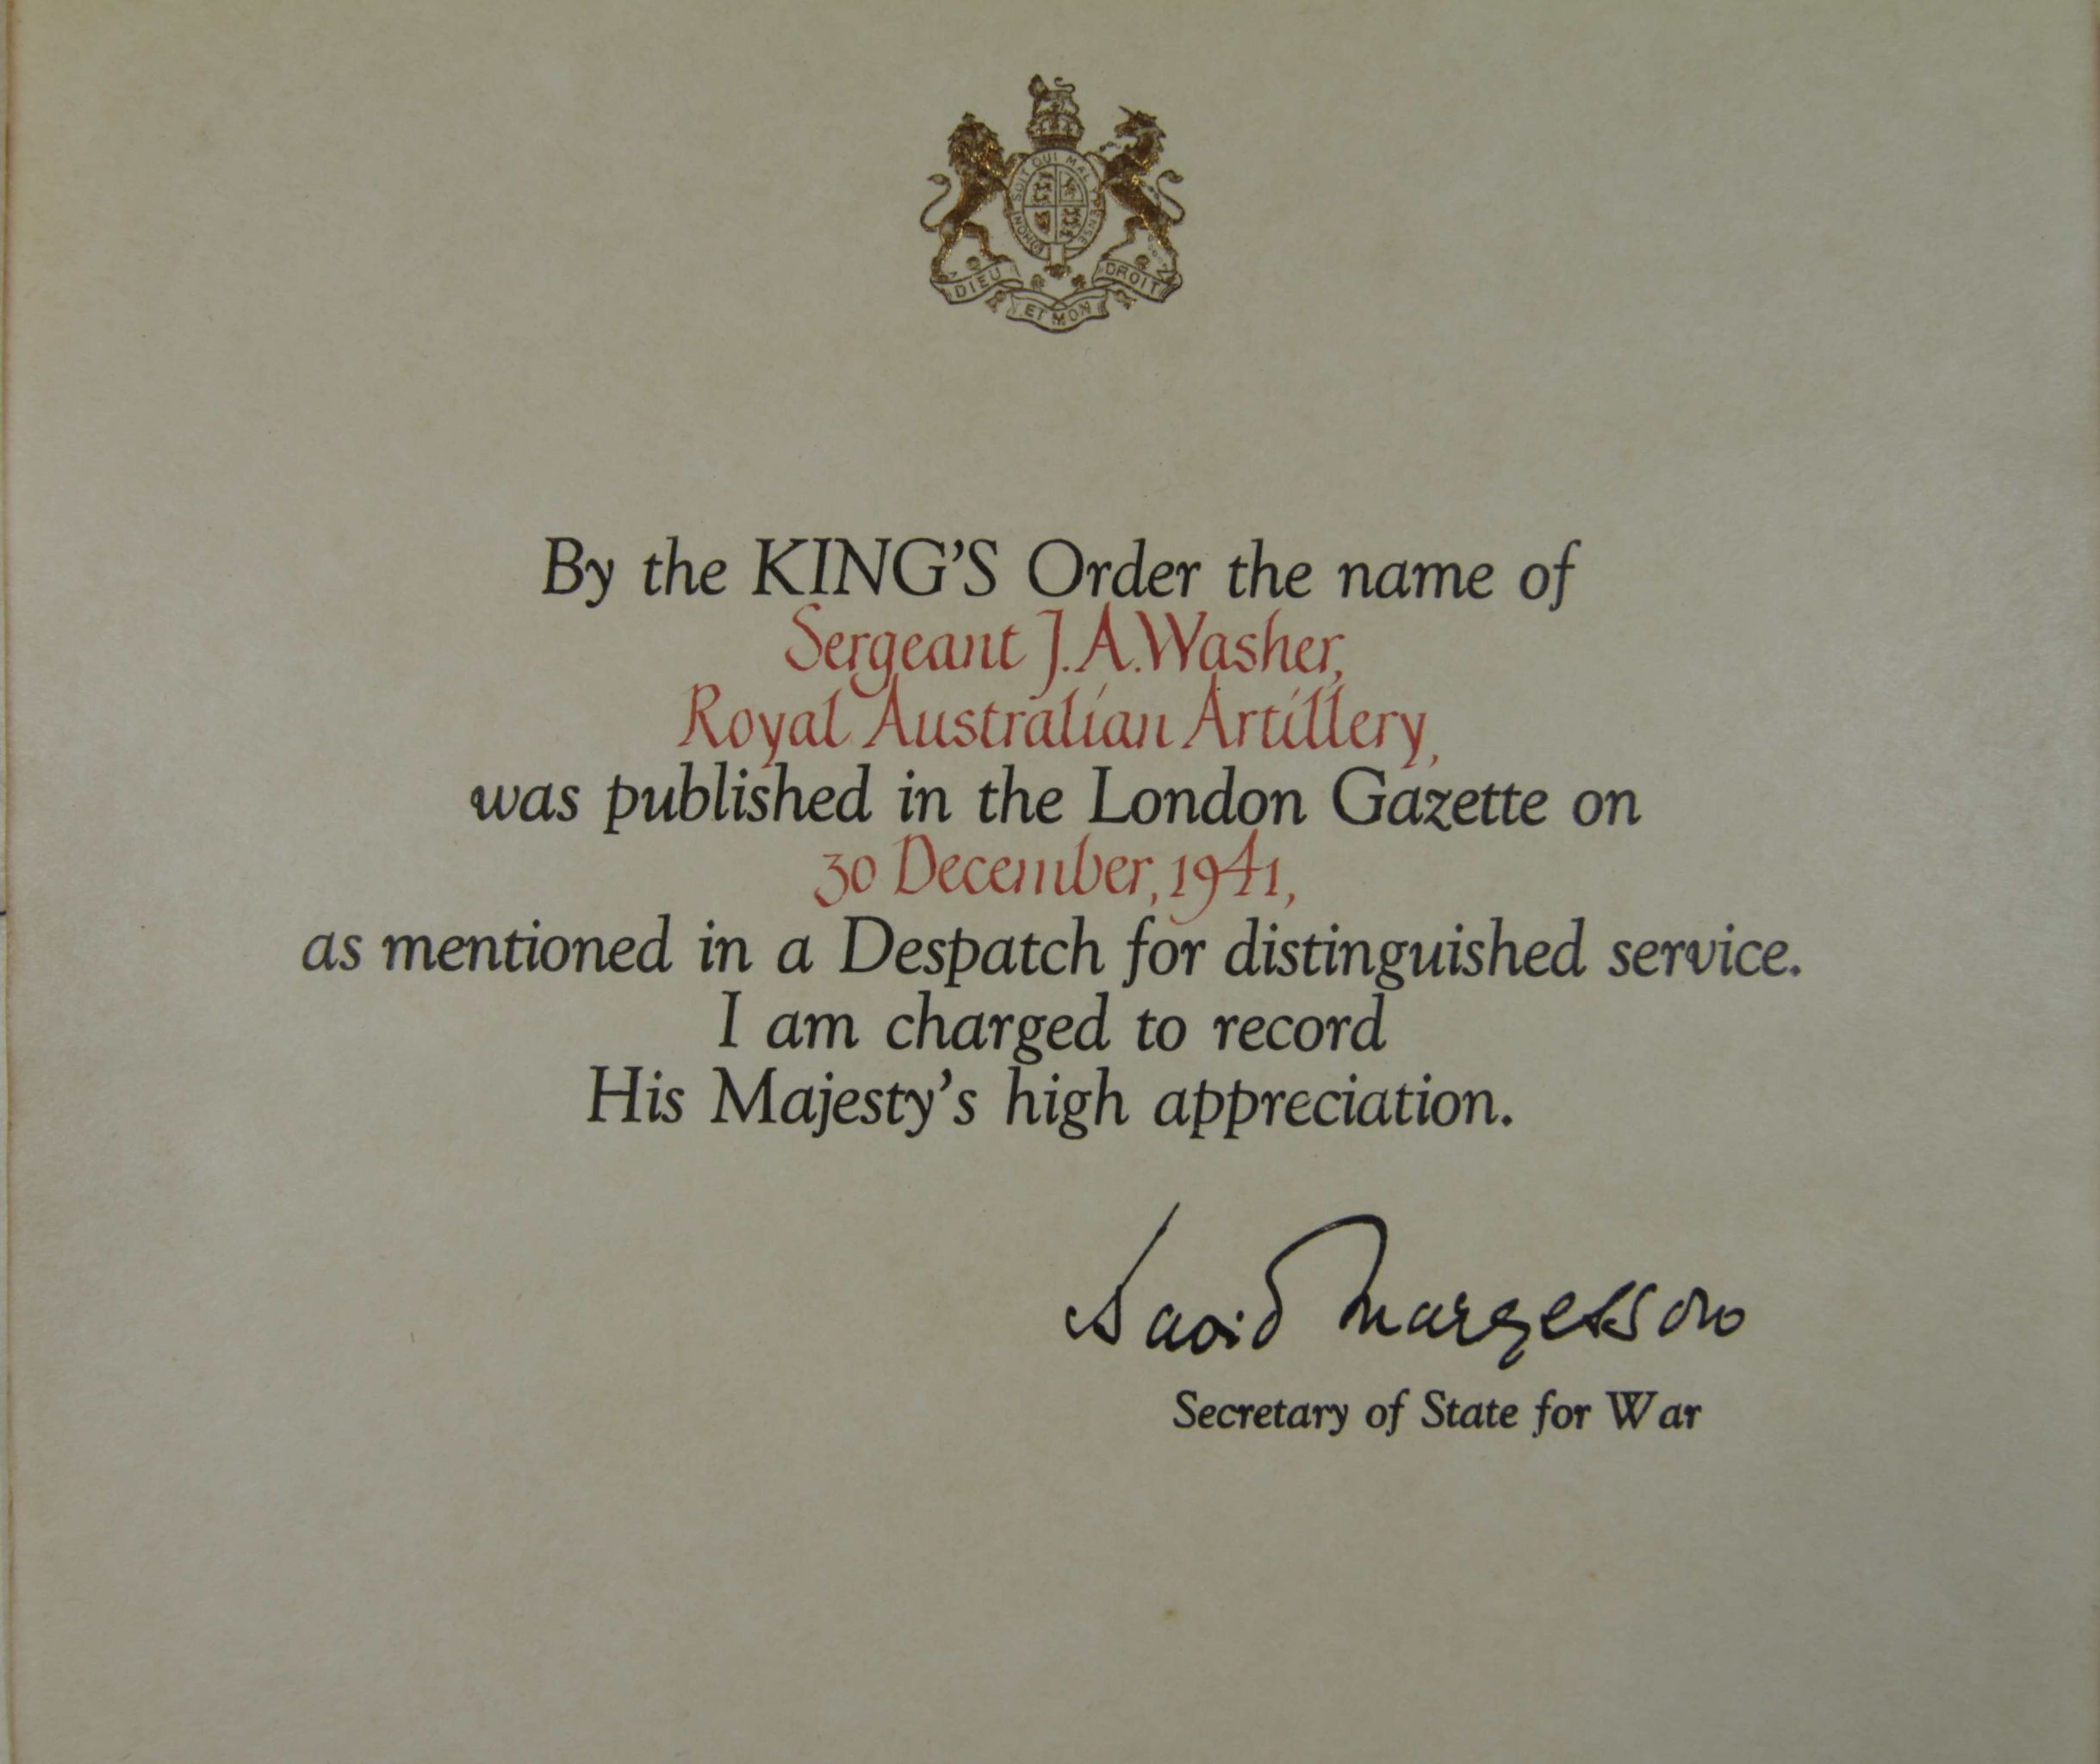 HONI SOIT QUI MAL Y PENSE
DIEU ET MON DROIT
By the KING'S Order the name of
Sergeant J.A.Washer,
Royal Australian Artillery,
was published in the London Gazette on
30 December, 1941,
as mentioned in a Despatch for distinguished service.
I am charged to record
His Majesty's high appreciation.
David Margesson
Secretary of State for War